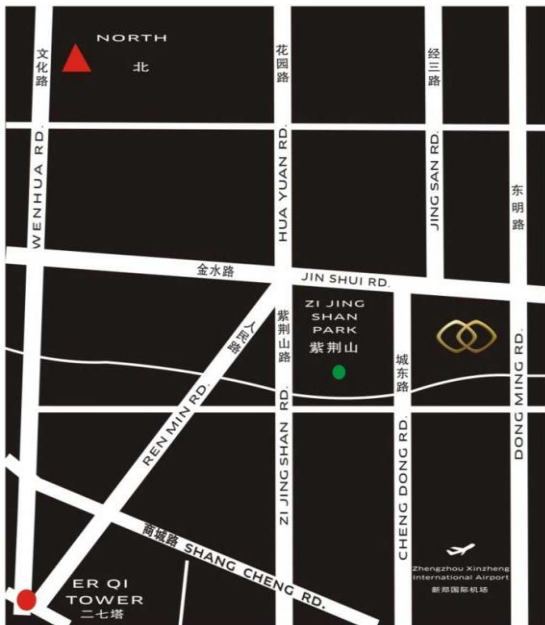 NORTH
北
文化路
WENHUA RD.
花园路
HUA YUAN RD.
经三路
JING SAN RD.
东明路
DONG MING RD.
金水路
JIN SHUI RD.
ZI JING
SHAN
PARK
紫荆山
人民路
REN MIN RD.
紫荆山路
ZI JING SHAN RD.
城东路
CHENG DONG RD.
商城路 SHANG CHENG RD.
ER QI
TOWER
二七塔
Zhengzhou Xinzheng
International Airport
新郑国际机场